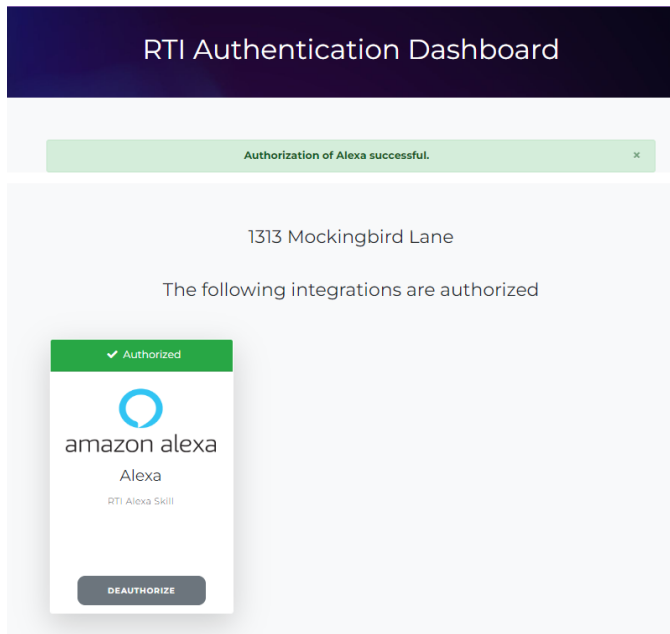 RTI Authentication Dashboard
Authorization of Alexa successful. ×
1313 Mockingbird Lane
The following integrations are authorized
✔ Authorized
amazon alexa
Alexa
RTI Alexa Skill
DEAUTHORIZE